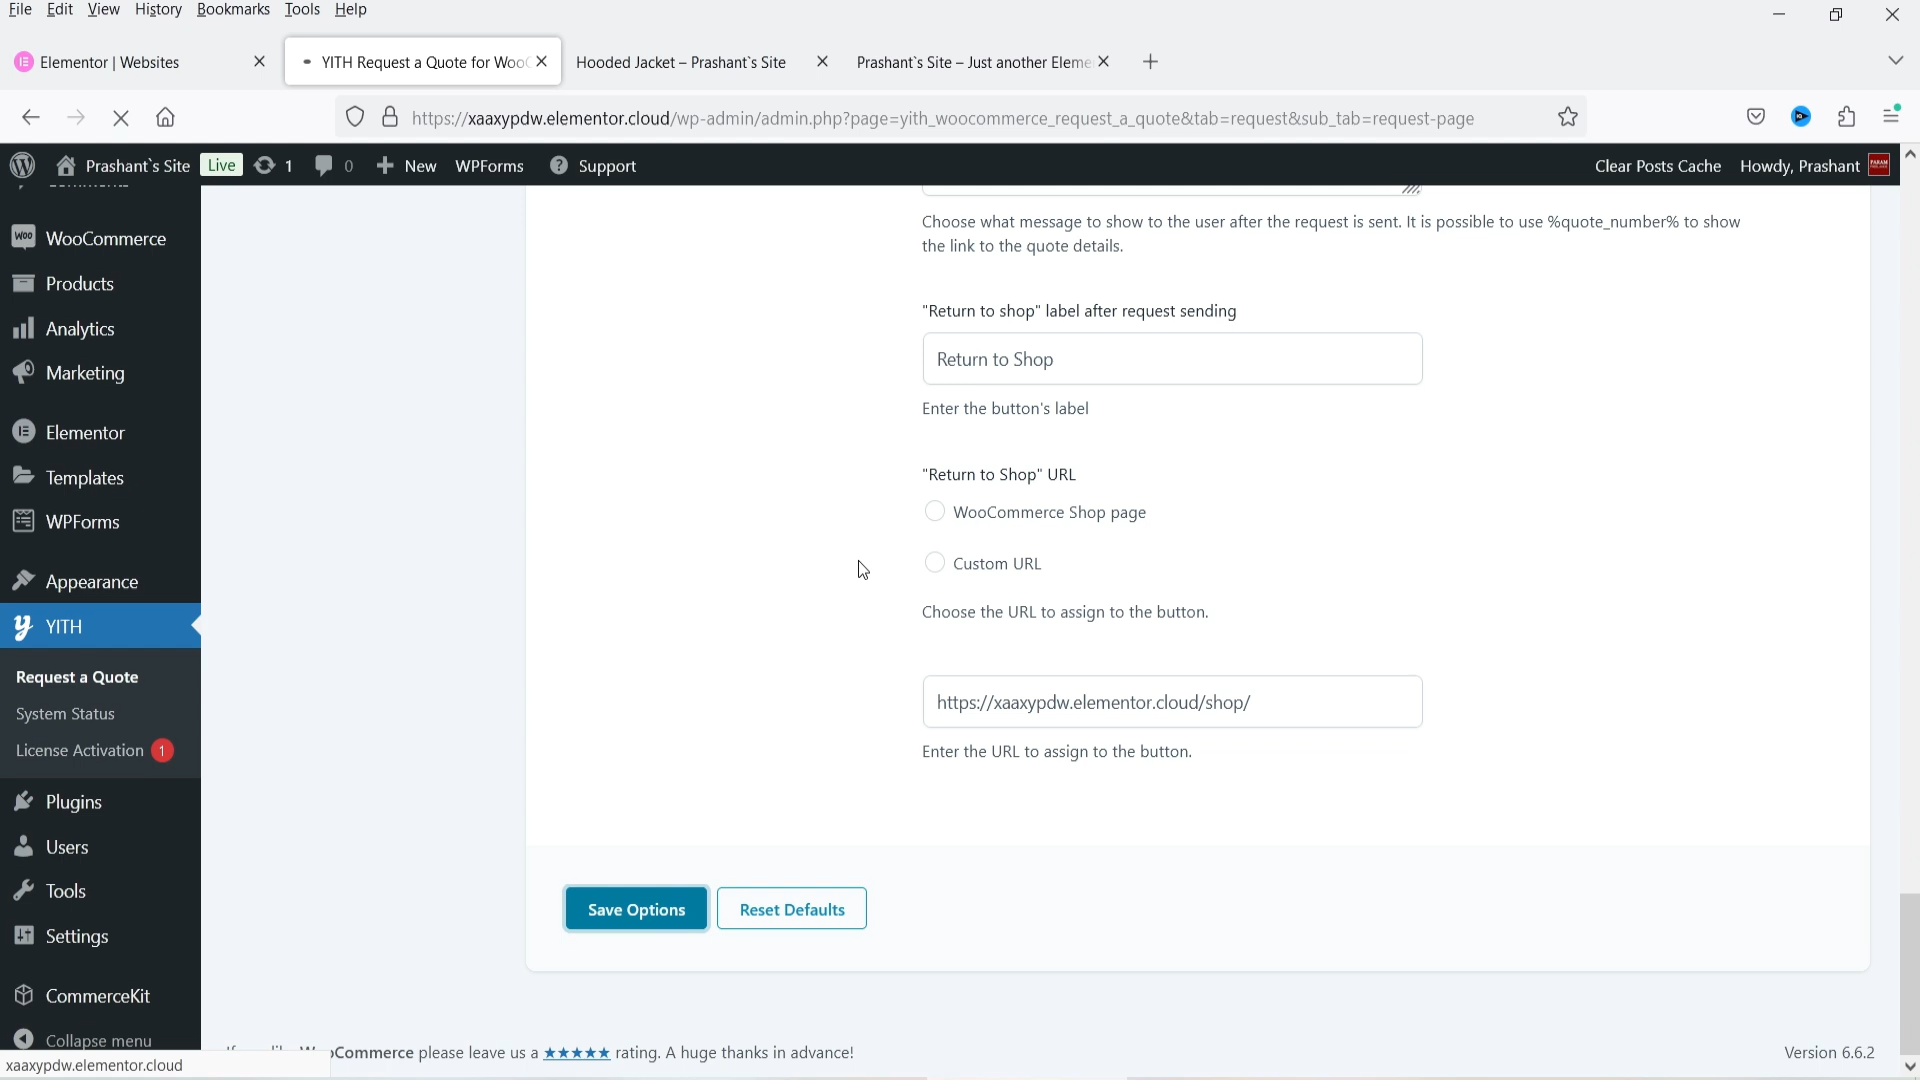 File Edit View History Bookmarks Tools Help
Elementor | Websites
YITH Request a Quote for Woo
Hooded Jacket – Prashant`s Site
Prashant`s Site – Just another Eleme
https://xaaxypdw.elementor.cloud/wp-admin/admin.php?page=yith_woocommerce_request_a_quote&tab=request&sub_tab=request-page
Prashant`s Site Live 1 0 New WPForms Support Clear Posts Cache Howdy, Prashant
Choose what message to show to the user after the request is sent. It is possible to use %quote_number% to show
the link to the quote details.
"Return to shop" label after request sending
Return to Shop
Enter the button's label
"Return to Shop" URL
WooCommerce Shop page
Custom URL
Choose the URL to assign to the button.
https://xaaxypdw.elementor.cloud/shop/
Enter the URL to assign to the button.
Save Options
Reset Defaults
WooCommerce
Products
Analytics
Marketing
Elementor
Templates
WPForms
Appearance
YITH
Request a Quote
System Status
License Activation 1
Plugins
Users
Tools
Settings
CommerceKit
Collapse menu
Commerce please leave us a ★★★★★ rating. A huge thanks in advance!
Version 6.6.2
xaaxypdw.elementor.cloud